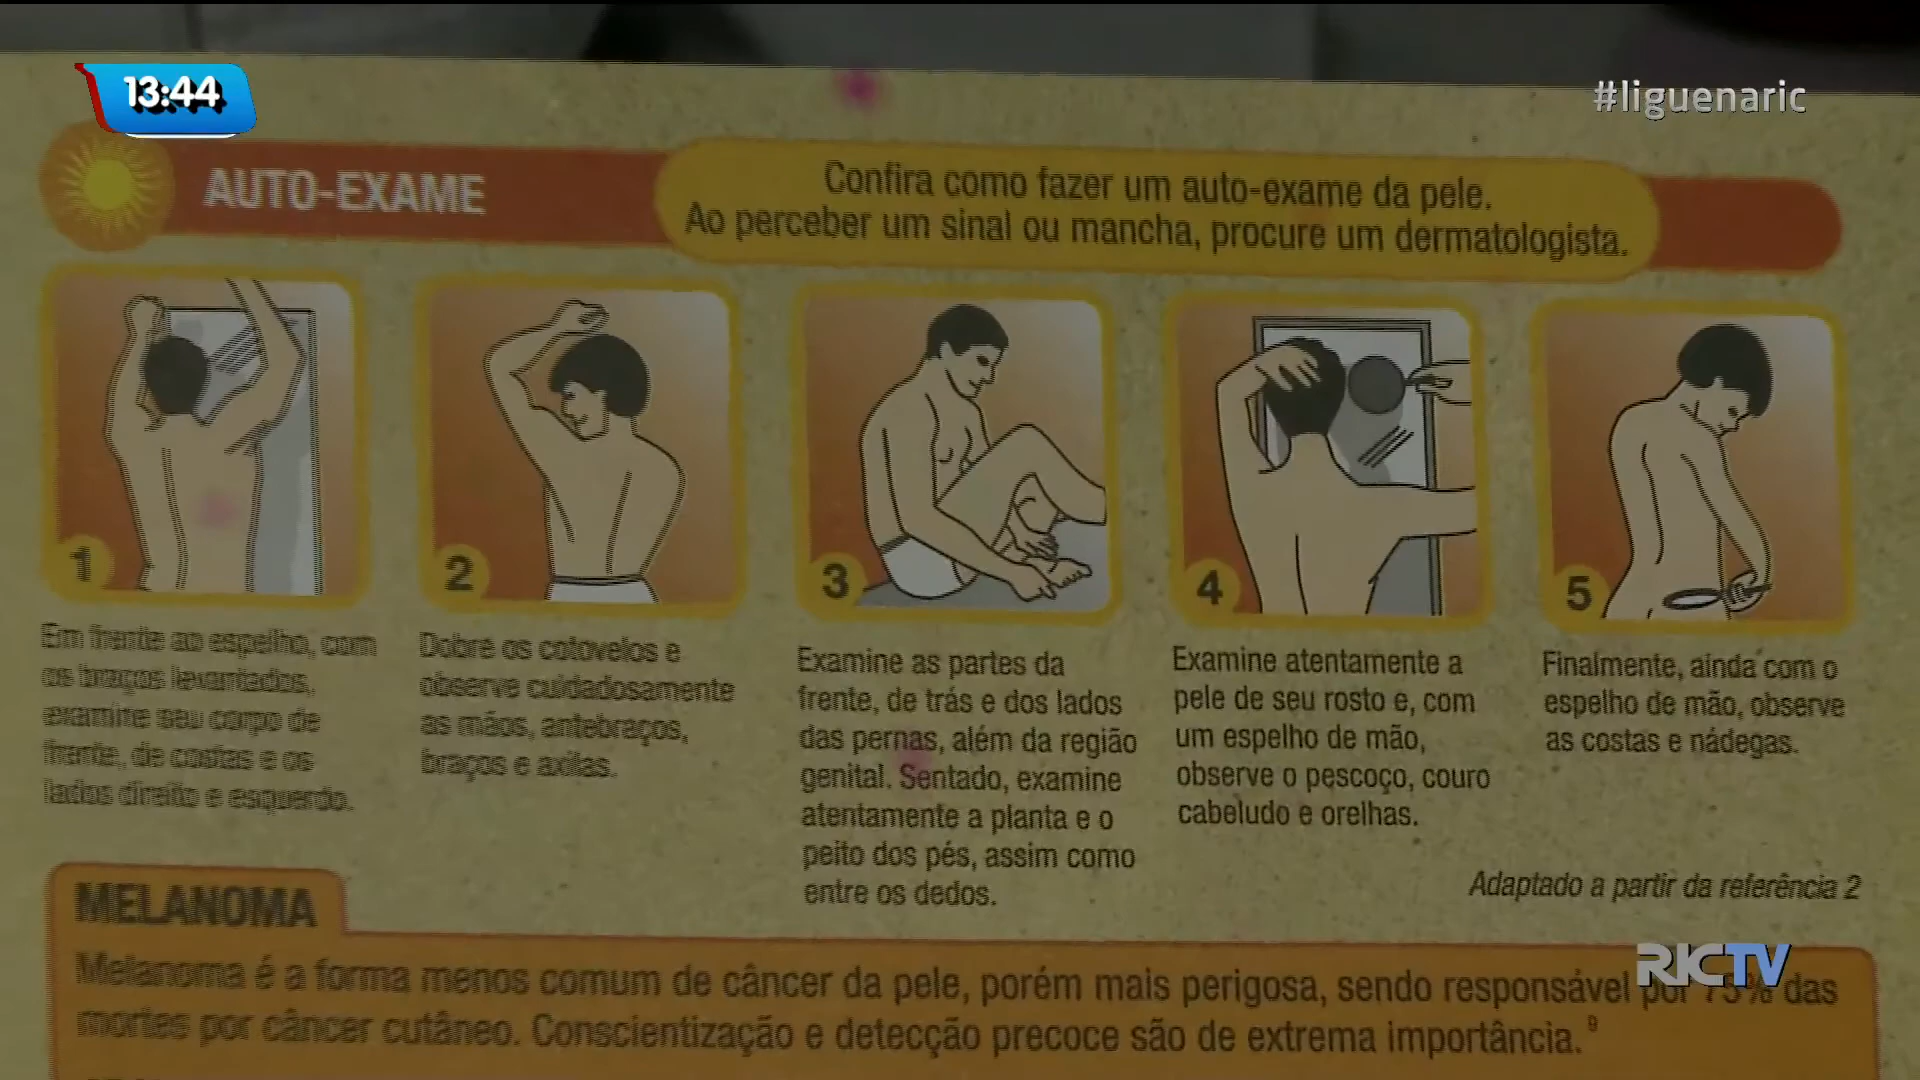 13:44
#liguenaric
AUTO-EXAME
Confira como fazer um auto-exame da pele.
Ao perceber um sinal ou mancha, procure um dermatologista.
1
Em frente ao espelho, com
os braços levantados,
examine seu corpo de
frente, de costas e os
lados direito e esquerdo.
2
Dobre os cotovelos e
observe cuidadosamente
as mãos, antebraços,
braços e axilas.
3
Examine as partes da
frente, de trás e dos lados
das pernas, além da região
genital. Sentado, examine
atentamente a planta e o
peito dos pés, assim como
entre os dedos.
4
Examine atentamente a
pele de seu rosto e, com
um espelho de mão,
observe o pescoço, couro
cabeludo e orelhas.
5
Finalmente, ainda com o
espelho de mão, observe
as costas e nádegas.
Adaptado a partir da referência 2
MELANOMA
Melanoma é a forma menos comum de câncer da pele, porém mais perigosa, sendo responsável por 75% das
mortes por câncer cutâneo. Conscientização e detecção precoce são de extrema importância.9
RICTV